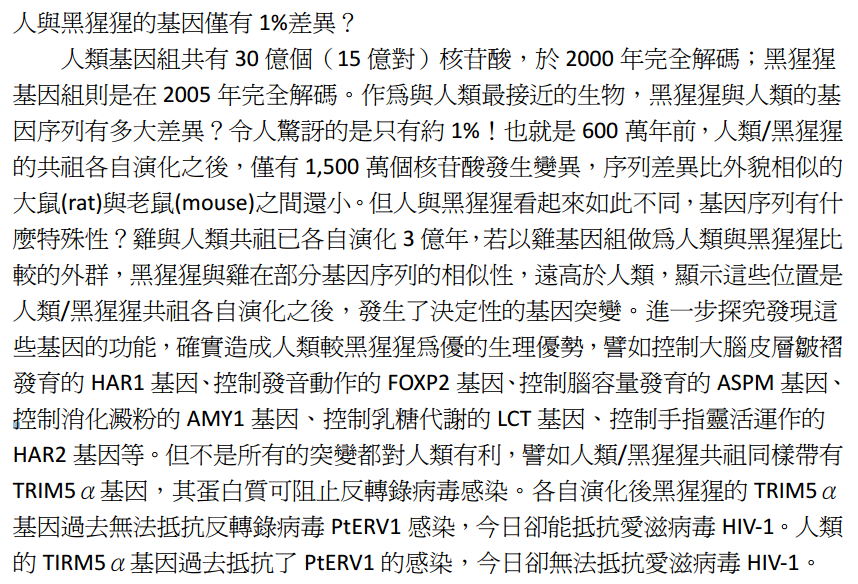 人與黑猩猩的基因僅有 1%差異？
人類基因組共有 30 億個（15 億對）核苷酸，於 2000 年完全解碼；黑猩猩
基因組則是在 2005 年完全解碼。作為與人類最接近的生物，黑猩猩與人類的基
因序列有多大差異？令人驚訝的是只有約 1%！也就是 600 萬年前，人類/黑猩猩
的共祖各自演化之後，僅有 1,500 萬個核苷酸發生變異，序列差異比外貌相似的
大鼠(rat)與老鼠(mouse)之間還小。但人與黑猩猩看起來如此不同，基因序列有什
麼特殊性？雞與人類共祖已各自演化 3 億年，若以雞基因組做為人類與黑猩猩比
較的外群，黑猩猩與雞在部分基因序列的相似性，遠高於人類，顯示這些位置是
人類/黑猩猩共祖各自演化之後，發生了決定性的基因突變。進一步探究發現這
些基因的功能，確實造成人類較黑猩猩為優的生理優勢，譬如控制大腦皮層皺褶
發育的 HAR1 基因、控制發音動作的 FOXP2 基因、控制腦容量發育的 ASPM 基因、
控制消化澱粉的 AMY1 基因、控制乳糖代謝的 LCT 基因、控制手指靈活運作的
HAR2 基因等。但不是所有的突變都對人類有利，譬如人類/黑猩猩共祖同樣帶有
TRIM5α基因，其蛋白質可阻止反轉錄病毒感染。各自演化後黑猩猩的 TRIM5α
基因過去無法抵抗反轉錄病毒 PtERV1 感染，今日卻能抵抗愛滋病毒 HIV-1。人類
的 TIRM5α基因過去抵抗了 PtERV1 的感染，今日卻無法抵抗愛滋病毒 HIV-1。